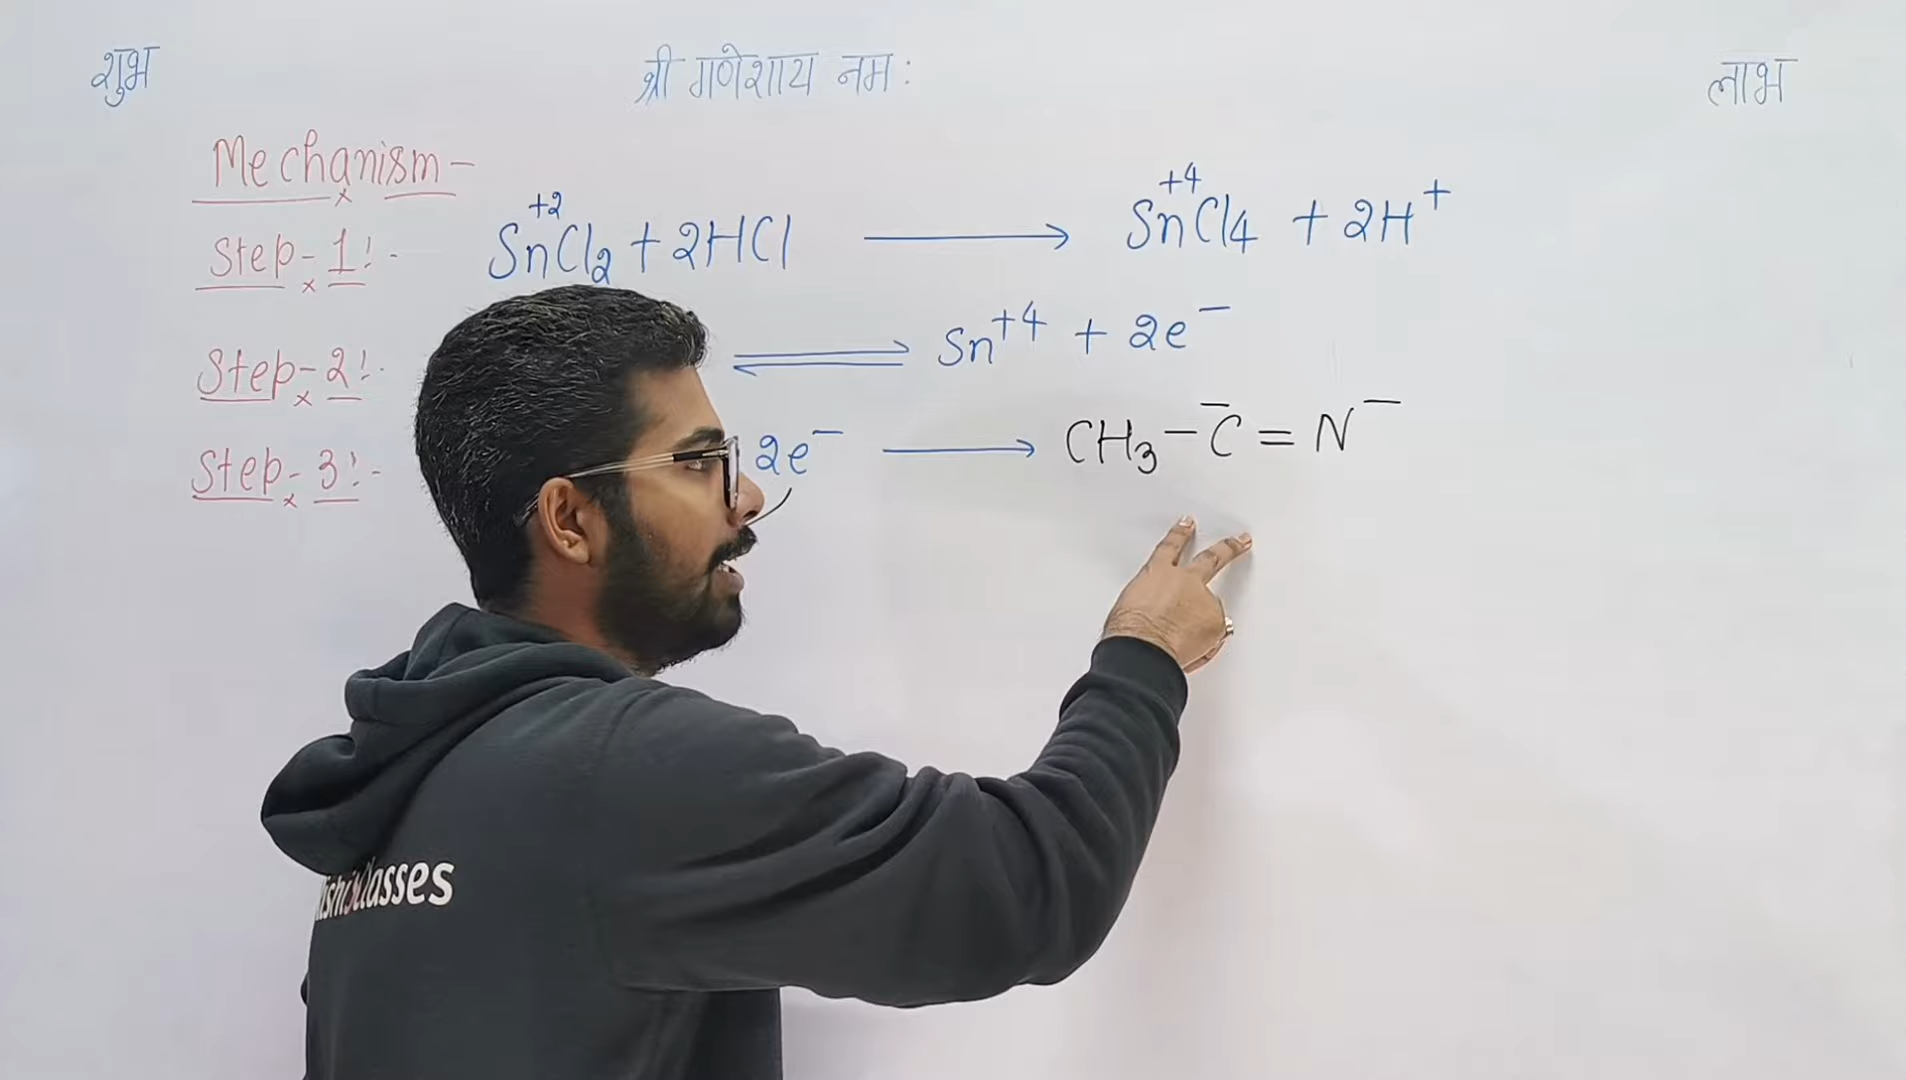 शुभ श्री गणेशाय नमः लाभ
Mechanism-
Step-1:- SnCl₂ + 2HCl ⟶ SnCl₄ + 2H⁺
+2 +4
Step-2:- ⇌ Sn⁺⁴ + 2e⁻
Step-3:- 2e⁻ ⟶ CH₃-C̅=N⁻
Classes